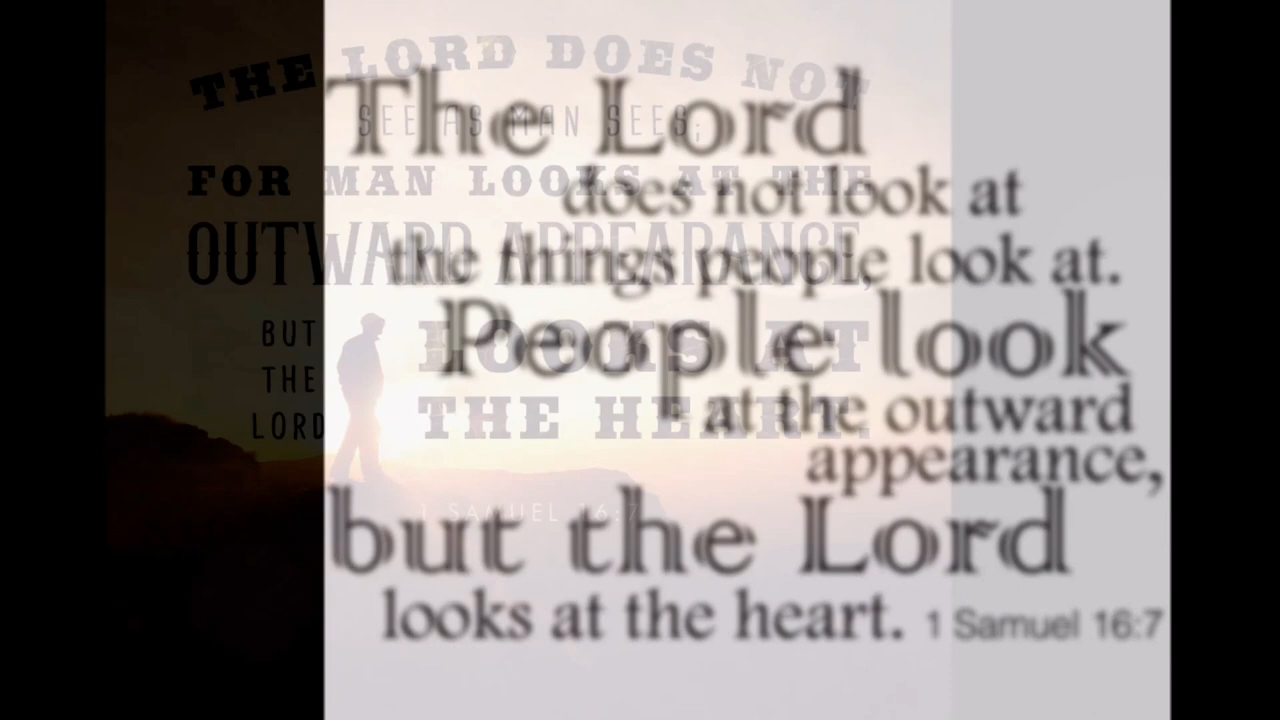 THE LORD DOES NOT
SEE AS MAN SEES;
FOR MAN LOOKS AT THE
OUTWARD APPEARANCE,
BUT
THE
LORD
LOOKS AT
THE HEART.
1 SAMUEL 16:7
The Lord
does not look at
the things people look at.
People look
at the outward
appearance,
but the Lord
looks at the heart. 1 Samuel 16:7